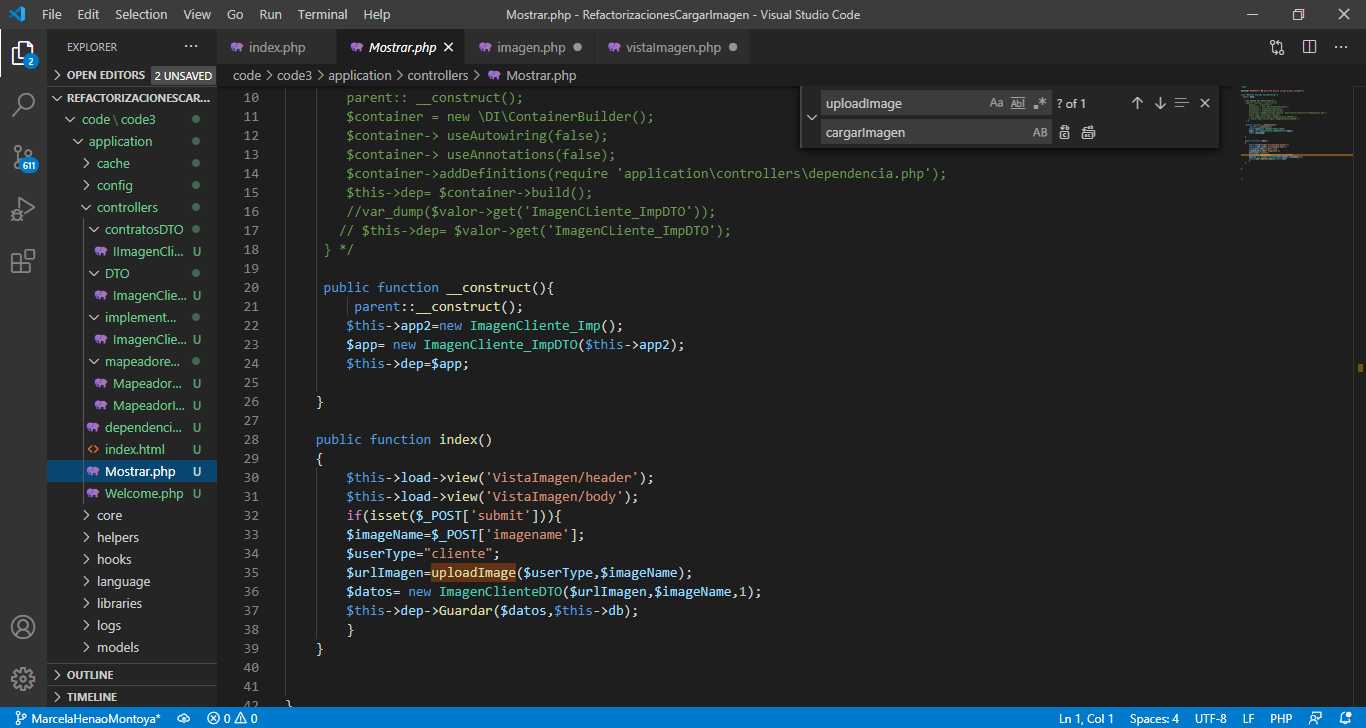 File Edit Selection View Go Run Terminal Help
Mostrar.php - RefactorizacionesCargarImagen - Visual Studio Code
EXPLORER ...
index.php
Mostrar.php
imagen.php
vistaImagen.php
OPEN EDITORS 2 UNSAVED
code > code3 > application > controllers > Mostrar.php
REFACTORIZACIONESCAR...
code \ code3
application
cache
config
controllers
contratosDTO
IImagenCli... U
DTO
ImagenClie... U
implement...
ImagenClie... U
mapeadore...
Mapeador... U
MapeadorI... U
dependenci... U
index.html U
Mostrar.php U
Welcome.php U
core
helpers
hooks
language
libraries
logs
models
OUTLINE
TIMELINE
2
611
uploadImage Aa Abl .* ? of 1
cargarImagen AB
10 parent:: __construct();
11 $container = new \DI\ContainerBuilder();
12 $container-> useAutowiring(false);
13 $container-> useAnnotations(false);
14 $container->addDefinitions(require 'application\controllers\dependencia.php');
15 $this->dep= $container->build();
16 //var_dump($valor->get('ImagenCLiente_ImpDTO'));
17 // $this->dep= $valor->get('ImagenCLiente_ImpDTO');
18 } */
19
20 public function __construct(){
21 parent::__construct();
22 $this->app2=new ImagenCliente_Imp();
23 $app= new ImagenCliente_ImpDTO($this->app2);
24 $this->dep=$app;
25
26 }
27
28 public function index()
29 {
30 $this->load->view('VistaImagen/header');
31 $this->load->view('VistaImagen/body');
32 if(isset($_POST['submit'])){
33 $imageName=$_POST['imagename'];
34 $userType="cliente";
35 $urlImagen=uploadImage($userType,$imageName);
36 $datos= new ImagenClienteDTO($urlImagen,$imageName,1);
37 $this->dep->Guardar($datos,$this->db);
38 }
39 }
40
41
42 }
MarcelaHenaoMontoya* 0 0 Ln 1, Col 1 Spaces: 4 UTF-8 LF PHP